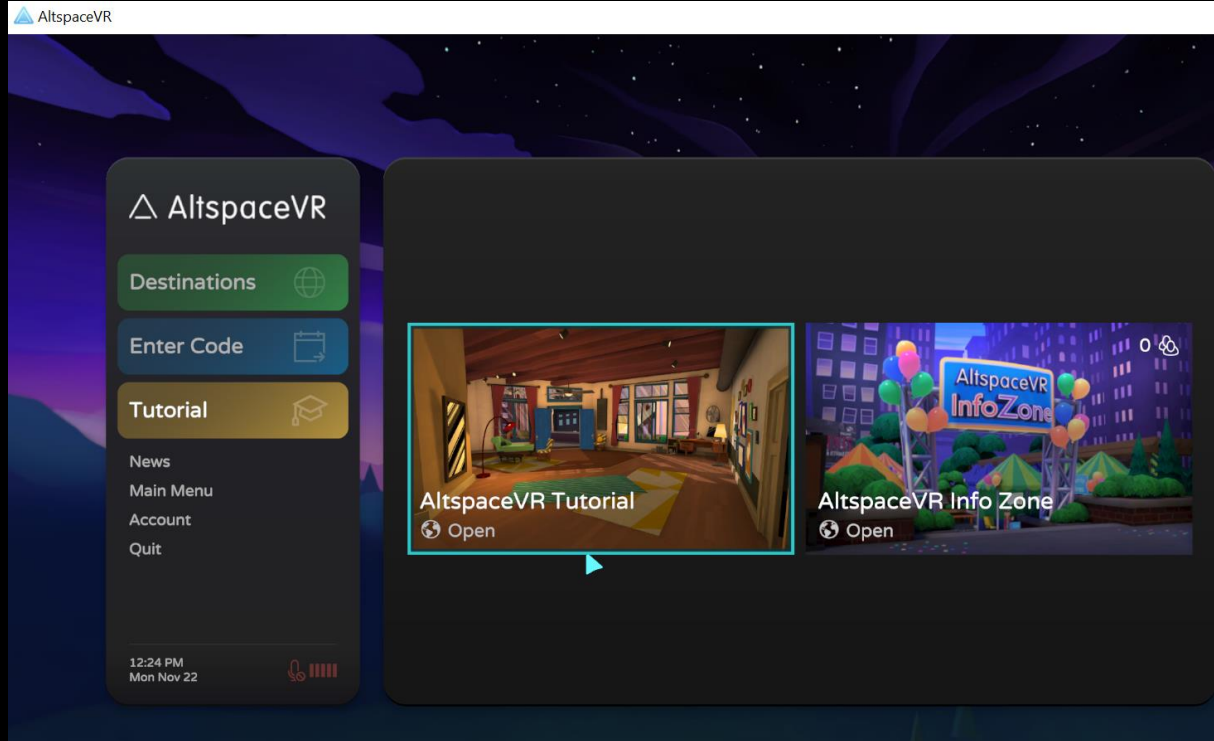 AltspaceVR
AltspaceVR
Destinations
Enter Code
Tutorial
News
Main Menu
Account
Quit
12:24 PM
Mon Nov 22
AltspaceVR Tutorial
Open
0
AltspaceVR
InfoZone
AltspaceVR Info Zone
Open